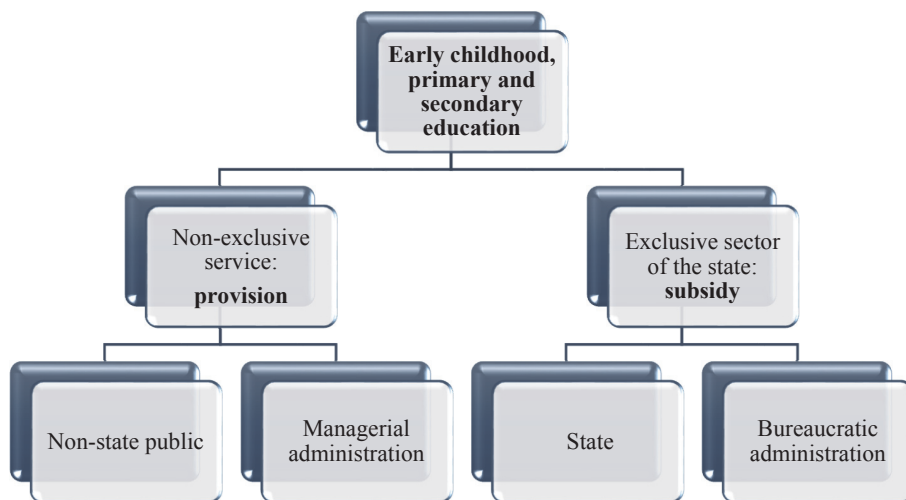 Early childhood,
primary and
secondary
education
Non-exclusive
service:
provision
Exclusive sector
of the state:
subsidy
Non-state public
Managerial
administration
State
Bureaucratic
administration